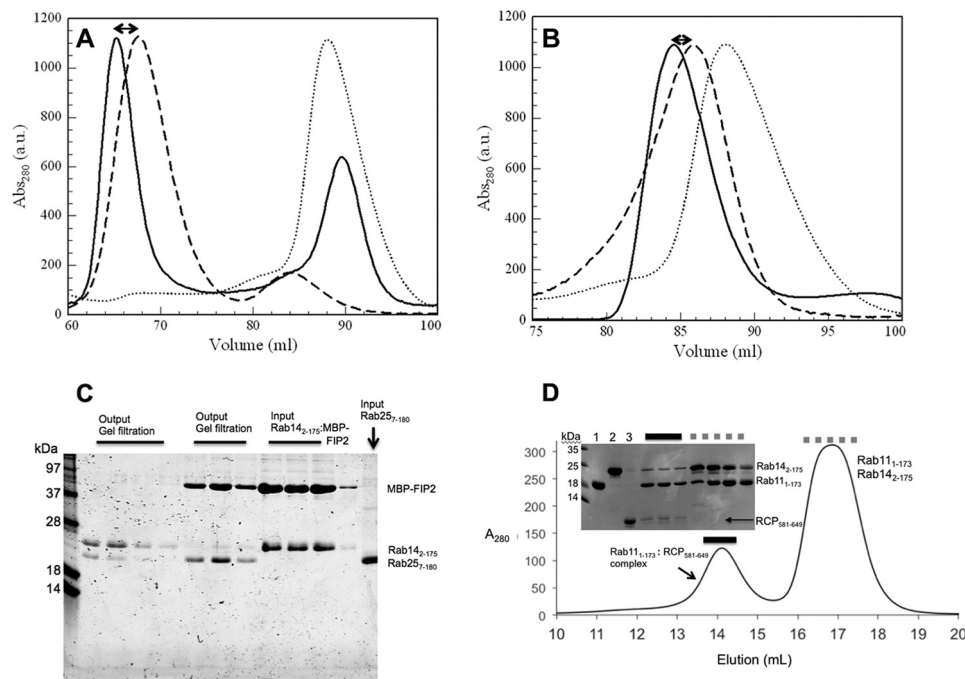 A
1200
1000
800
600
400
200
0
Abs280 (a.u.)
60 70 80 90 100
Volume (ml)
B
1200
1000
800
600
400
200
0
Abs280 (a.u.)
75 80 85 90 95 100
Volume (ml)
C
Output
Gel filtration
Output
Gel filtration
Input
Rab142-175:MBP-
FIP2
Input
Rab257-180
kDa
97
37
28
18
14
MBP-FIP2
Rab142-175
Rab257-180
D
kDa 1 2 3
35
25
18
14
Rab142-175
Rab111-173
RCP581-649
Rab111-173
Rab142-175
Rab111-173 : RCP581-649
complex
A280
300
250
200
150
100
50
0
10 11 12 13 14 15 16 17 18 19 20
Elution (mL)